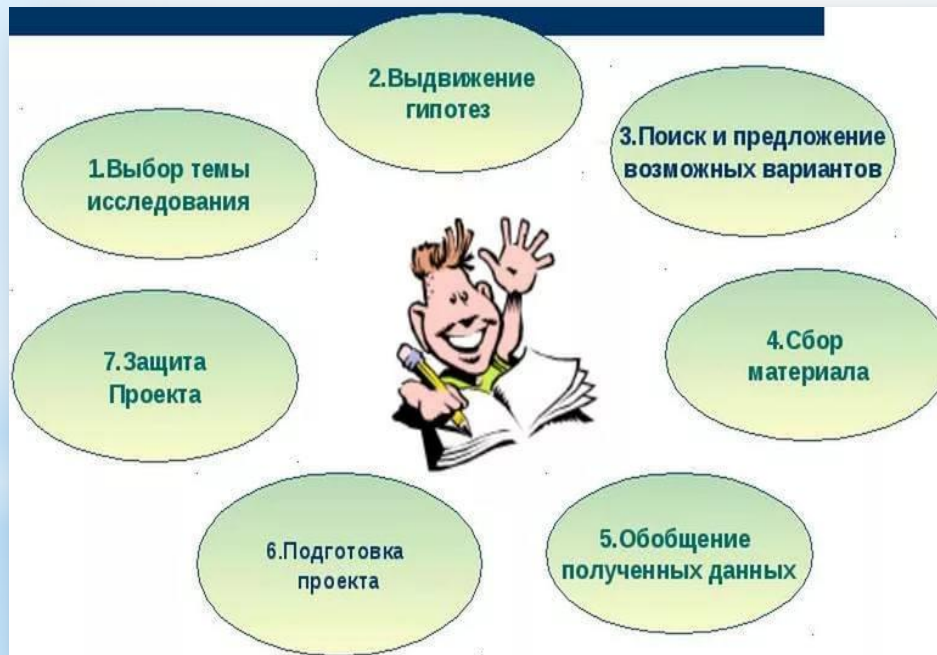 1.Выбор темы
исследования
2.Выдвижение
гипотез
3.Поиск и предложение
возможных вариантов
4.Сбор
материала
5.Обобщение
полученных данных
6.Подготовка
проекта
7.Защита
Проекта